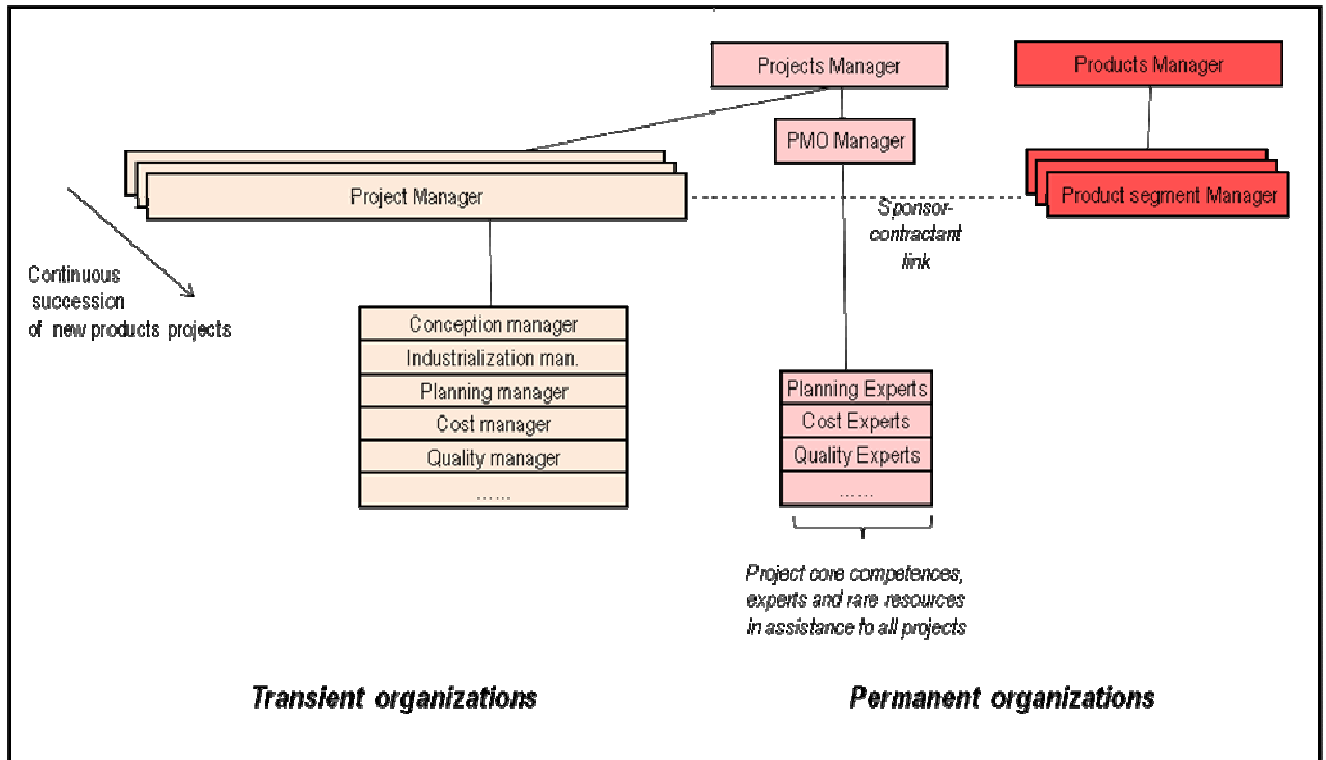 Projects Manager
Products Manager
PMO Manager
Project Manager
Product segment Manager
Sponsor-
contractant
link
Continuous
succession
of new products projects
Conception manager
Industrialization man.
Planning manager
Cost manager
Quality manager
......
Planning Experts
Cost Experts
Quality Experts
......
Project core competences,
experts and rare resources
in assistance to all projects
Transient organizations
Permanent organizations